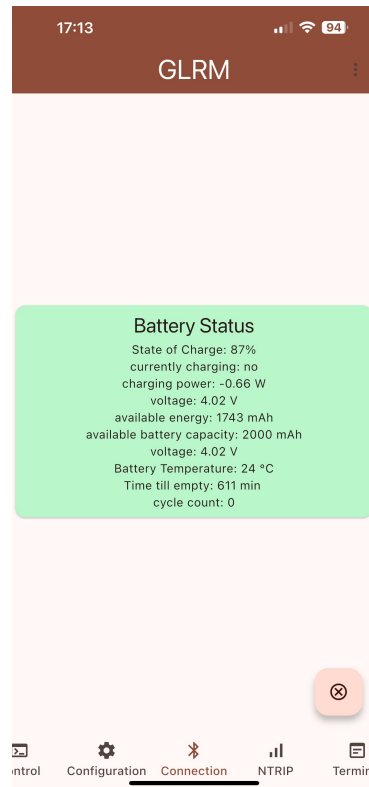 17:13
94
GLRM
Battery Status
State of Charge: 87%
currently charging: no
charging power: -0.66 W
voltage: 4.02 V
available energy: 1743 mAh
available battery capacity: 2000 mAh
voltage: 4.02 V
Battery Temperature: 24 °C
Time till empty: 611 min
cycle count: 0
ntrol Configuration Connection NTRIP Termin